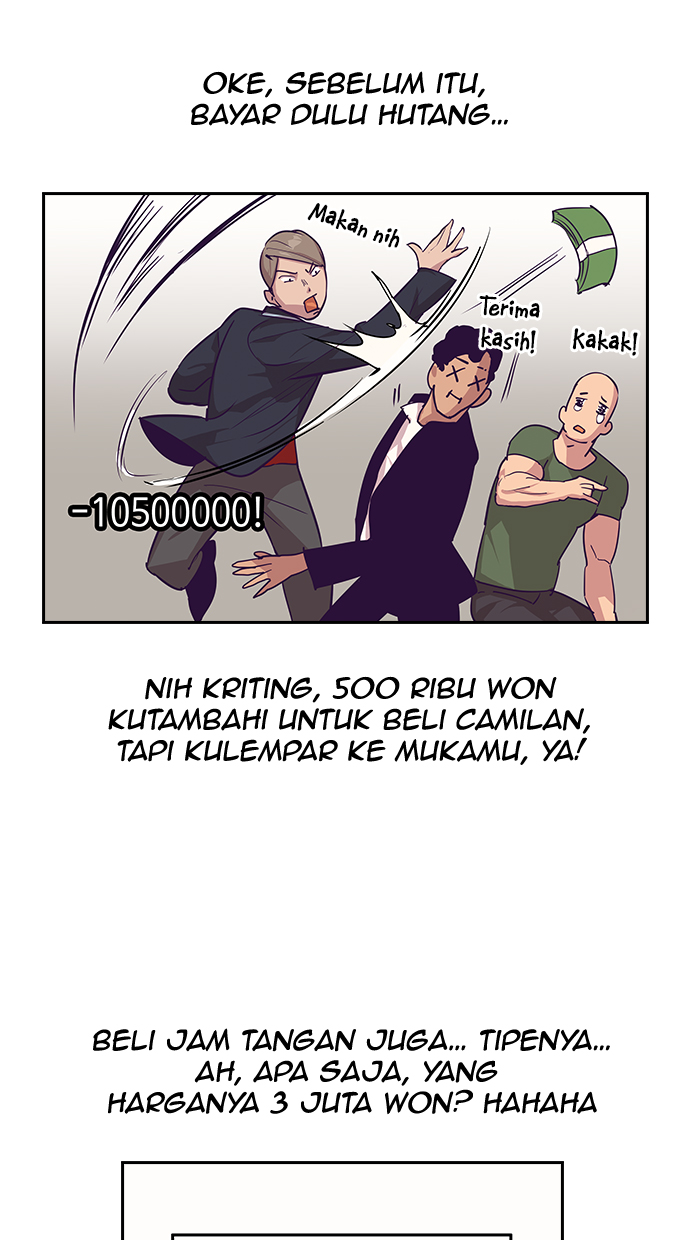 OKE, SEBELUM ITU,
BAYAR DULU HUTANG...
Makan nih
Terima
kasih!
kakak!
-10500000!
NIH KRITING, 500 RIBU WON
KUTAMBAHI UNTUK BELI CAMILAN,
TAPI KULEMPAR KE MUKAMU, YA!
BELI JAM TANGAN JUGA... TIPENYA...
AH, APA SAJA, YANG
HARGANYA 3 JUTA WON? HAHAHA